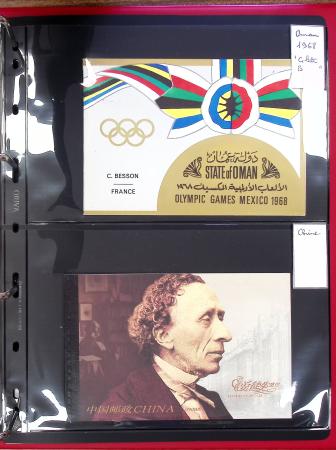 Oman
1968
C. BESSON
FRANCE
دولة عمان
STATE of OMAN
الألعاب الأولمبية المكسيك ١٩٦٨
OLYMPIC GAMES MEXICO 1968
Chine
中国邮政 CHINA
CHINA